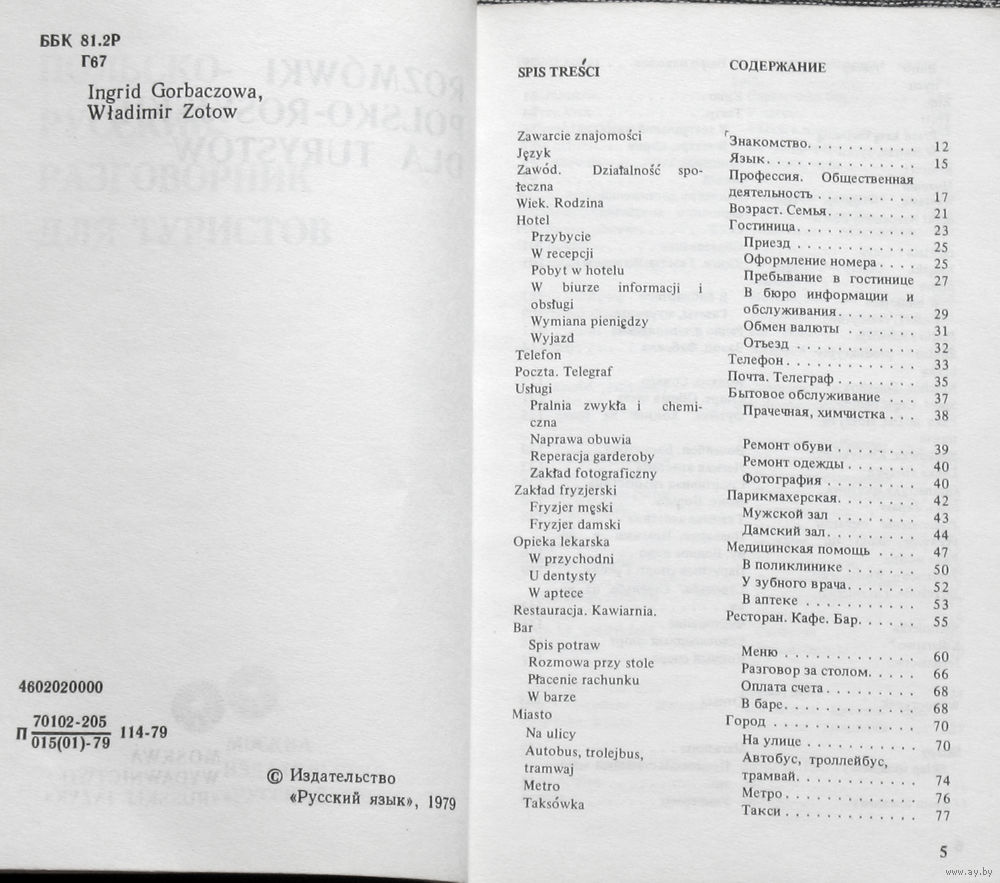 ББК 81.2Р
Г67
Ingrid Gorbaczowa,
Władimir Zotow
4602020000
П 70102-205 114-79
015(01)-79
© Издательство
«Русский язык», 1979
SPIS TREŚCI СОДЕРЖАНИЕ
Zawarcie znajomości Знакомство. . . . . . . . . . 12
Język Язык. . . . . . . . . . . . . 15
Zawód. Działalność spo- Профессия. Общественная
łeczna деятельность . . . . . . . . . 17
Wiek. Rodzina Возраст. Семья. . . . . . . . 21
Hotel Гостиница. . . . . . . . . . . 23
Przybycie Приезд . . . . . . . . . . . 25
W recepcji Оформление номера . . . . 25
Pobyt w hotelu Пребывание в гостинице 27
W biurze informacji i В бюро информации и
obsługi обслуживания. . . . . . . . 29
Wymiana pieniędzy Обмен валюты . . . . . . . 31
Wyjazd Отъезд . . . . . . . . . . . 32
Telefon Телефон. . . . . . . . . . . . 33
Poczta. Telegraf Почта. Телеграф . . . . . . . 35
Usługi Бытовое обслуживание . . . 37
Pralnia zwykła i chemi- Прачечная, химчистка . . . 38
czna
Naprawa obuwia Ремонт обуви . . . . . . . . 39
Reperacja garderoby Ремонт одежды . . . . . . . 40
Zakład fotograficzny Фотография . . . . . . . . 40
Zakład fryzjerski Парикмахерская. . . . . . . . 42
Fryzjer męski Мужской зал . . . . . . . . 43
Fryzjer damski Дамский зал. . . . . . . . . 44
Opieka lekarska Медицинская помощь . . . . 47
W przychodni В поликлинике . . . . . . . 50
U dentysty У зубного врача. . . . . . . 52
W aptece В аптеке . . . . . . . . . . 53
Restauracja. Kawiarnia. Ресторан. Кафе. Бар. . . . . . 55
Bar
Spis potraw Меню . . . . . . . . . . . . 60
Rozmowa przy stole Разговор за столом. . . . . 66
Płacenie rachunku Оплата счета . . . . . . . . 68
W barze В баре. . . . . . . . . . . . 68
Miasto Город . . . . . . . . . . . . . 70
Na ulicy На улице . . . . . . . . . . 70
Autobus, trolejbus, Автобус, троллейбус,
tramwaj трамвай. . . . . . . . . . . 74
Metro Метро. . . . . . . . . . . . 76
Taksówka Такси . . . . . . . . . . . . 77
5
www.ay.by